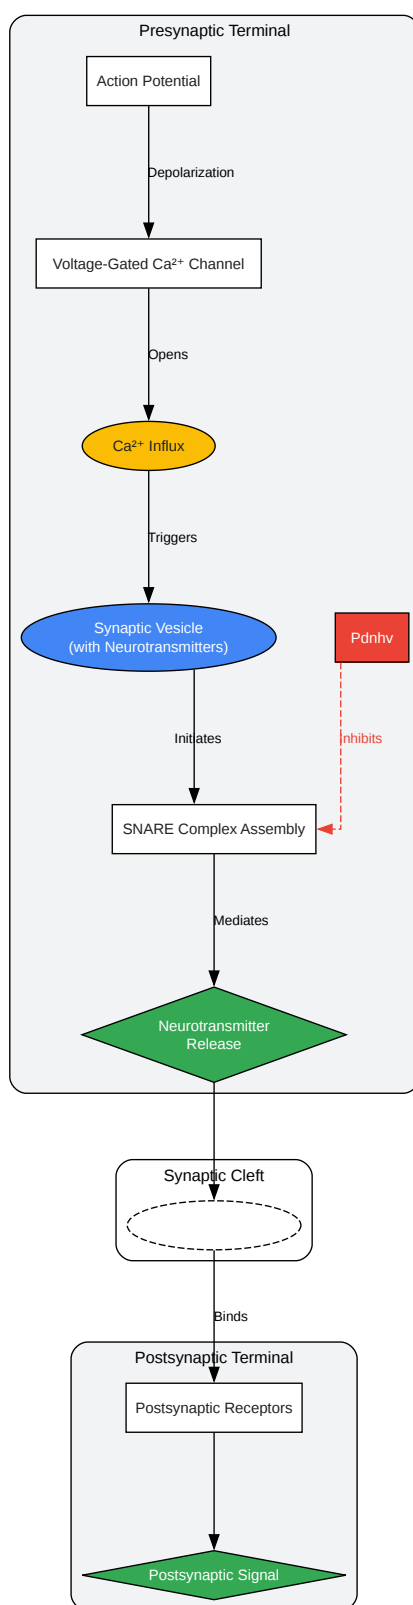 Presynaptic Terminal
Action Potential
Depolarization
Voltage-Gated Ca²⁺ Channel
Opens
Ca²⁺ Influx
Triggers
Synaptic Vesicle
(with Neurotransmitters)
Pdnhv
Initiates
Inhibits
SNARE Complex Assembly
Mediates
Neurotransmitter
Release
Synaptic Cleft
Binds
Postsynaptic Terminal
Postsynaptic Receptors
Postsynaptic Signal